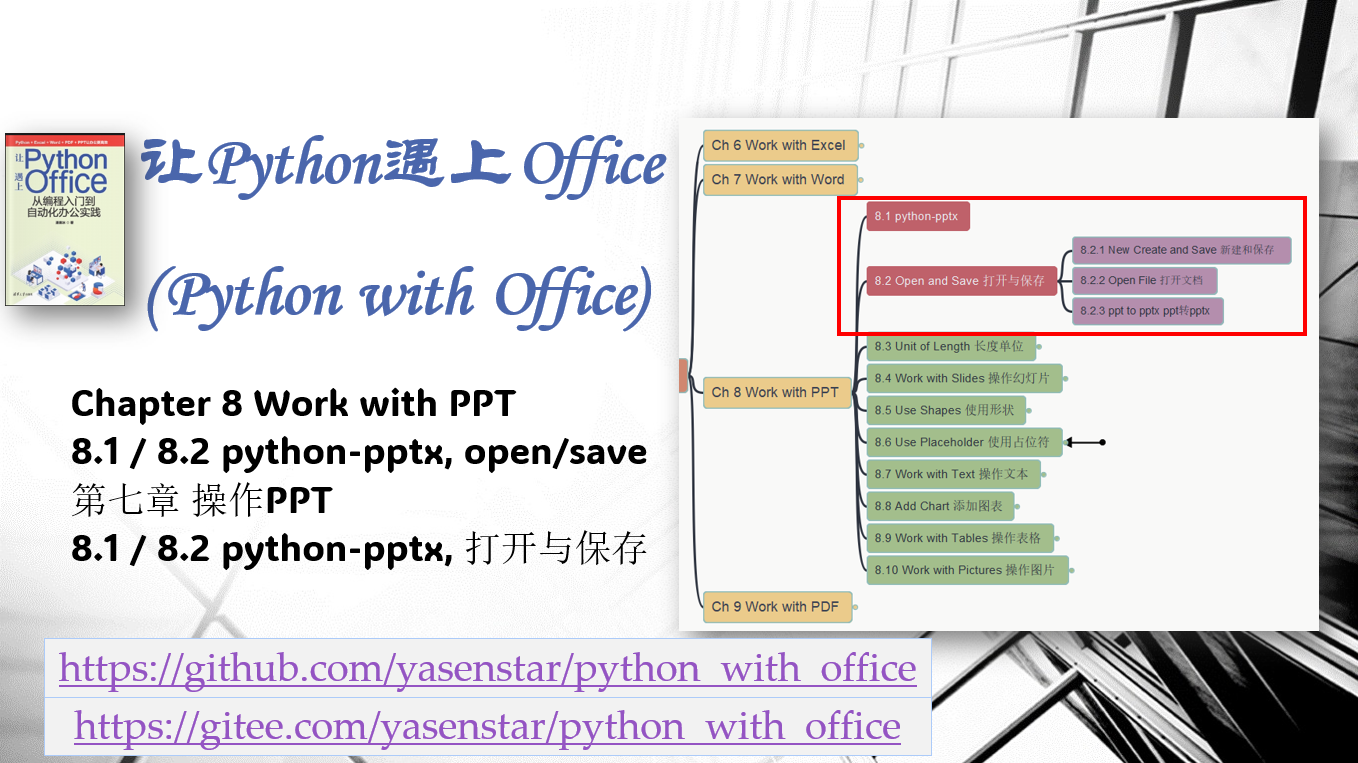 Python + Excel + Word + PDF + PPT
让
Python
遇上
Office
从编程入门到
自动化办公实践
让Python遇上Office
(Python with Office)
Chapter 8 Work with PPT
8.1 / 8.2 python-pptx, open/save
第七章 操作PPT
8.1 / 8.2 python-pptx, 打开与保存
Ch 6 Work with Excel
Ch 7 Work with Word
8.1 python-pptx
8.2.1 New Create and Save 新建和保存
8.2 Open and Save 打开与保存
8.2.2 Open File 打开文档
8.2.3 ppt to pptx ppt转pptx
8.3 Unit of Length 长度单位
8.4 Work with Slides 操作幻灯片
8.5 Use Shapes 使用形状
Ch 8 Work with PPT
8.6 Use Placeholder 使用占位符
8.7 Work with Text 操作文本
8.8 Add Chart 添加图表
8.9 Work with Tables 操作表格
8.10 Work with Pictures 操作图片
Ch 9 Work with PDF
https://github.com/yasenstar/python_with_office
https://gitee.com/yasenstar/python_with_office